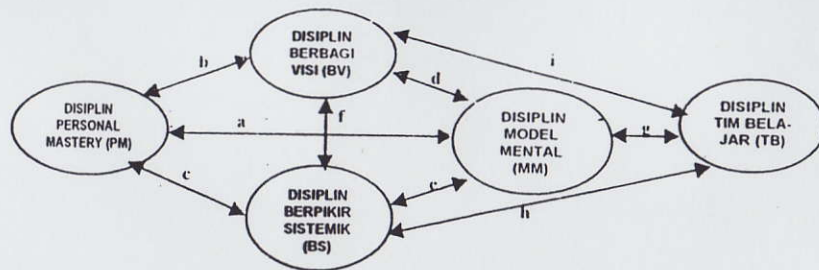 DISIPLIN
BERBAGI
VISI (BV)
b
i
d
DISIPLIN
PERSONAL
MASTERY (PM)
a
f
DISIPLIN
MODEL
MENTAL
(MM)
g
DISIPLIN
TIM BELA-
JAR (TB)
c
e
DISIPLIN
BERPIKIR
SISTEMIK
(BS)
h